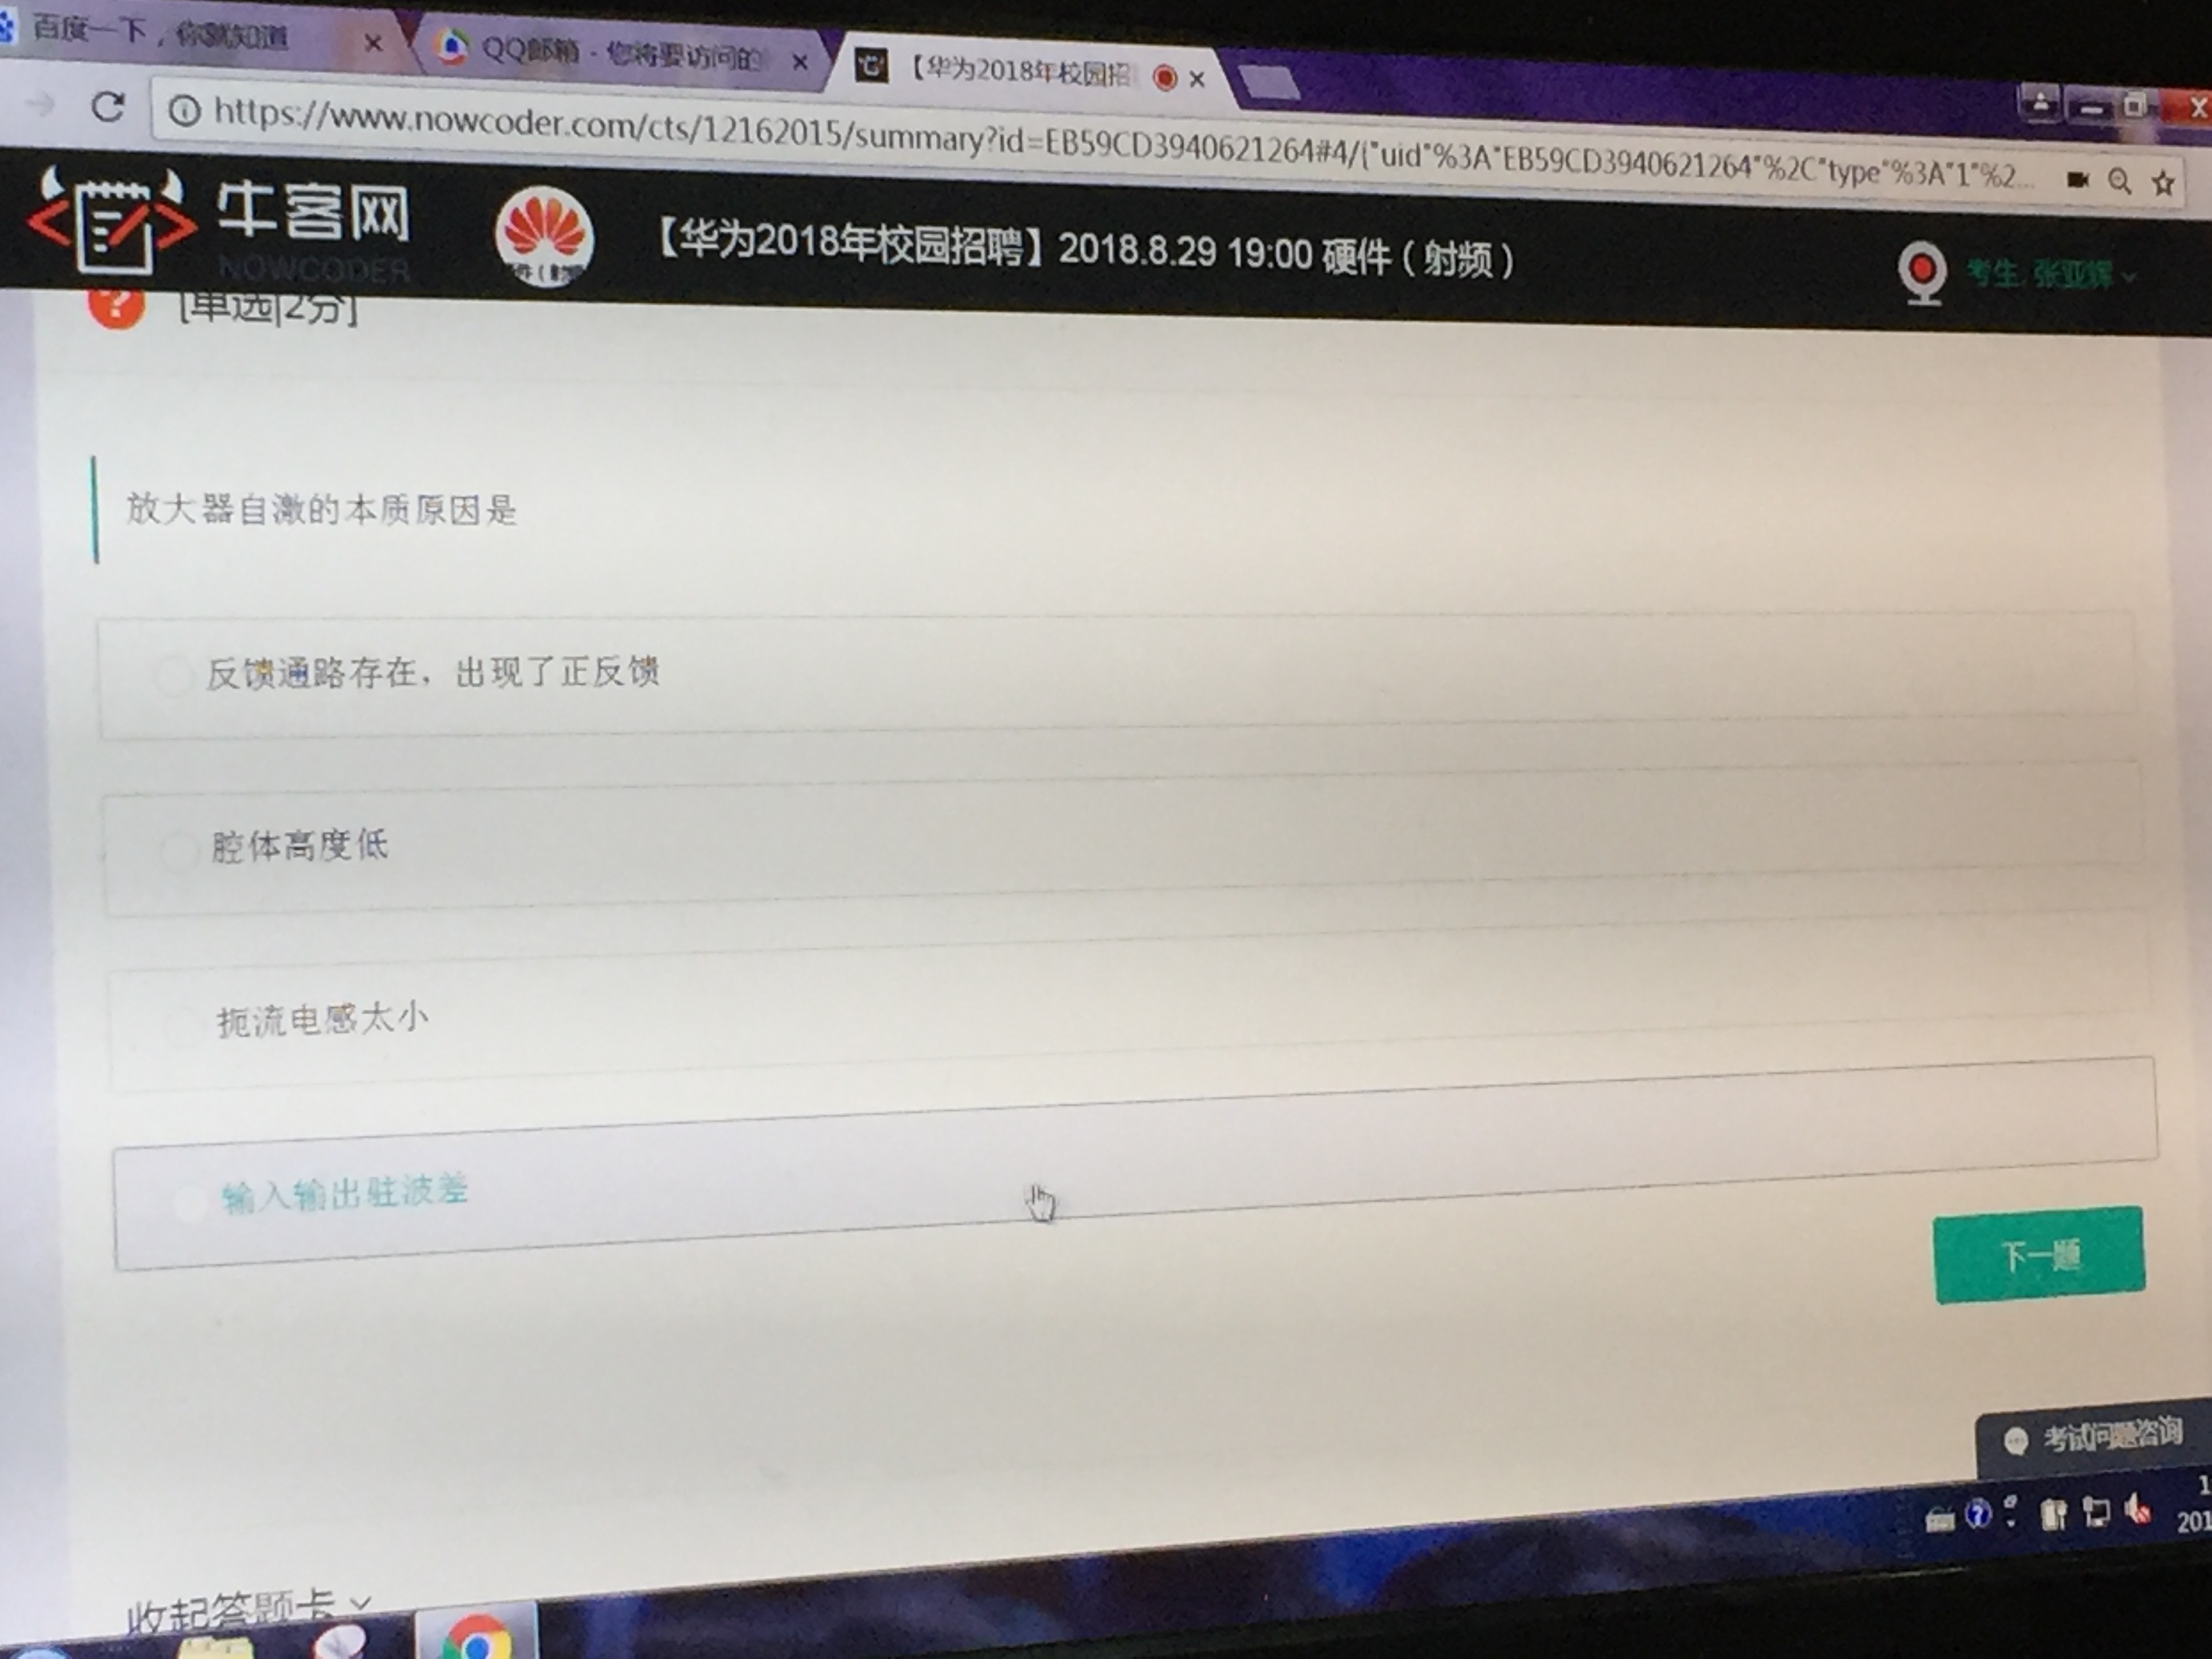 百度一下，你就知道
QQ邮箱 - 您将要访问的
【华为2018年校园招
https://www.nowcoder.com/cts/12162015/summary?id=EB59CD3940621264#4/{"uid"%3A"EB59CD3940621264"%2C"type"%3A"1"%2...
牛客网
NOWCODER
【华为2018年校园招聘】2018.8.29 19:00 硬件（射频）
考生 张亚辉
[单选|2分]
放大器自激的本质原因是
反馈通路存在，出现了正反馈
腔体高度低
扼流电感太小
输入输出驻波差
下一题
考试问题咨询
收起答题卡